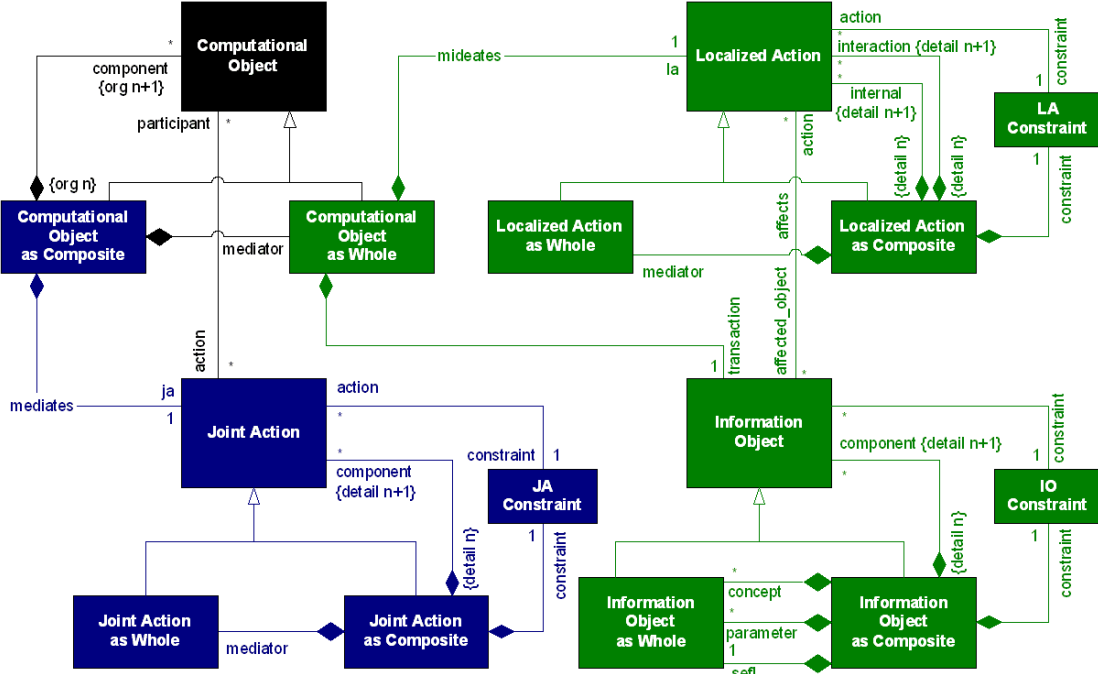 Computational
Object
*
component
{org n+1}
participant
*
{org n}
Computational
Object
as Composite
mediator
Computational
Object
as Whole
mideates
1
la
Localized Action
action
*
interaction {detail n+1}
*
*
internal
{detail n+1}
constraint
1
LA
Constraint
1
constraint
*
action
{detail n}
{detail n}
Localized Action
as Whole
mediator
Localized Action
as Composite
affects
affected_object
*
transaction
1
action
*
mediates
ja
1
Joint Action
action
*
*
component
{detail n+1}
constraint
1
JA
Constraint
1
constraint
{detail n}
Joint Action
as Whole
mediator
Joint Action
as Composite
Information
Object
*
component {detail n+1}
*
constraint
1
IO
Constraint
1
constraint
{detail n}
Information
Object
as Whole
*
concept
*
parameter
1
sefl
Information
Object
as Composite